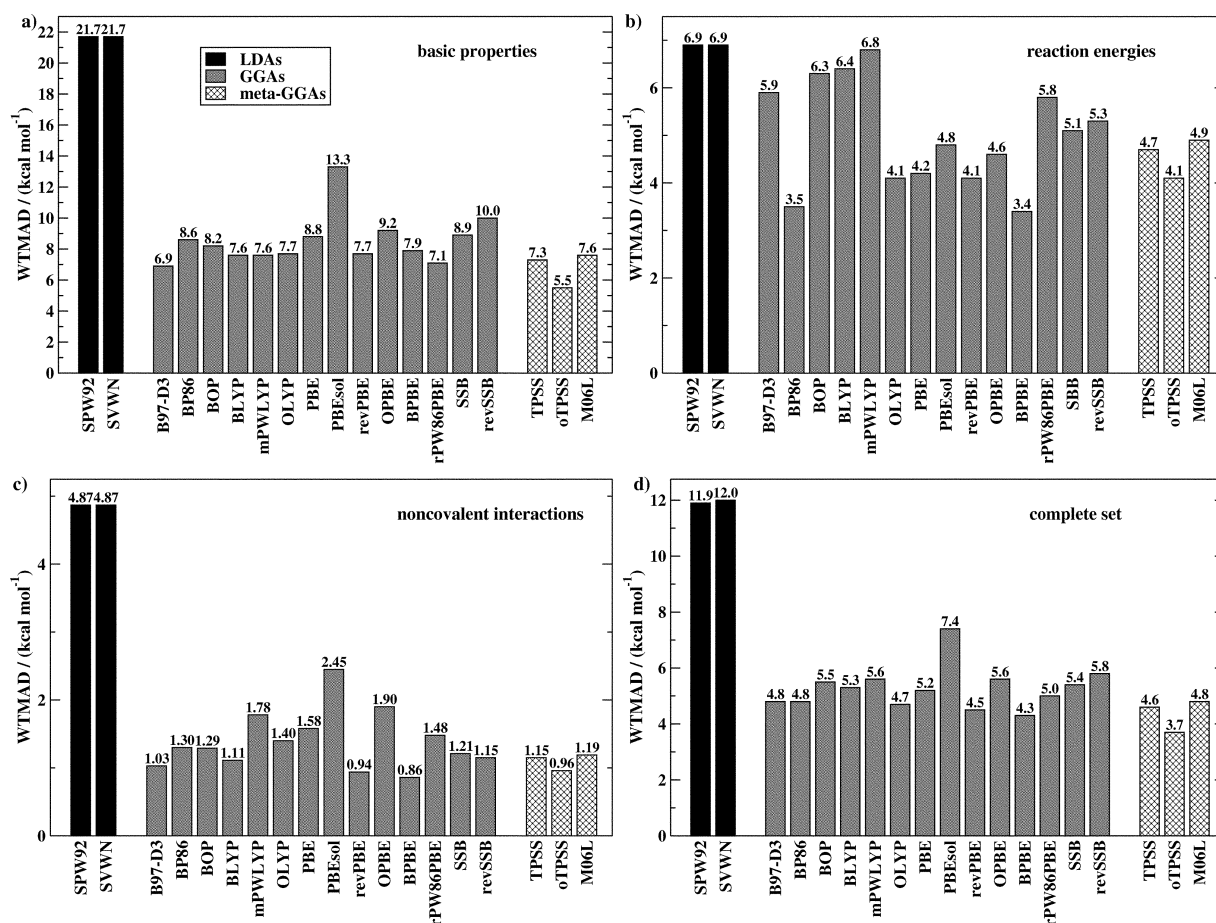 a)
basic properties
LDAs
GGAs
meta-GGAs
WTMAD / (kcal mol⁻¹)
22
20
18
16
14
12
10
8
6
4
2
0
21.7 21.7 6.9 8.6 8.2 7.6 7.6 7.7 8.8 13.3 7.7 9.2 7.9 7.1 8.9 10.0 7.3 5.5 7.6
SPW92 SVWN B97-D3 BP86 BOP BLYP mPWLYP OLYP PBE PBEsol revPBE OPBE BPBE rPW86PBE SSB revSSB TPSS oTPSS M06L
b)
reaction energies
WTMAD / (kcal mol⁻¹)
6
4
2
0
6.9 6.9 5.9 3.5 6.3 6.4 6.8 4.1 4.2 4.8 4.1 4.6 3.4 5.8 5.1 5.3 4.7 4.1 4.9
SPW92 SVWN B97-D3 BP86 BOP BLYP mPWLYP OLYP PBE PBEsol revPBE OPBE BPBE rPW86PBE SBB revSSB TPSS oTPSS M06L
c)
noncovalent interactions
WTMAD / (kcal mol⁻¹)
4
2
0
4.87 4.87 1.03 1.30 1.29 1.11 1.78 1.40 1.58 2.45 0.94 1.90 0.86 1.48 1.21 1.15 1.15 0.96 1.19
SPW92 SVWN B97-D3 BP86 BOP BLYP mPWLYP OLYP PBE PBEsol revPBE OPBE BPBE rPW86PBE SSB revSSB TPSS oTPSS M06L
d)
complete set
WTMAD / (kcal mol⁻¹)
12
10
8
6
4
2
0
11.9 12.0 4.8 4.8 5.5 5.3 5.6 4.7 5.2 7.4 4.5 5.6 4.3 5.0 5.4 5.8 4.6 3.7 4.8
SPW92 SVWN B97-D3 BP86 BOP BLYP mPWLYP OLYP PBE PBEsol revPBE OPBE BPBE rPW86PBE SSB revSSB TPSS oTPSS M06L